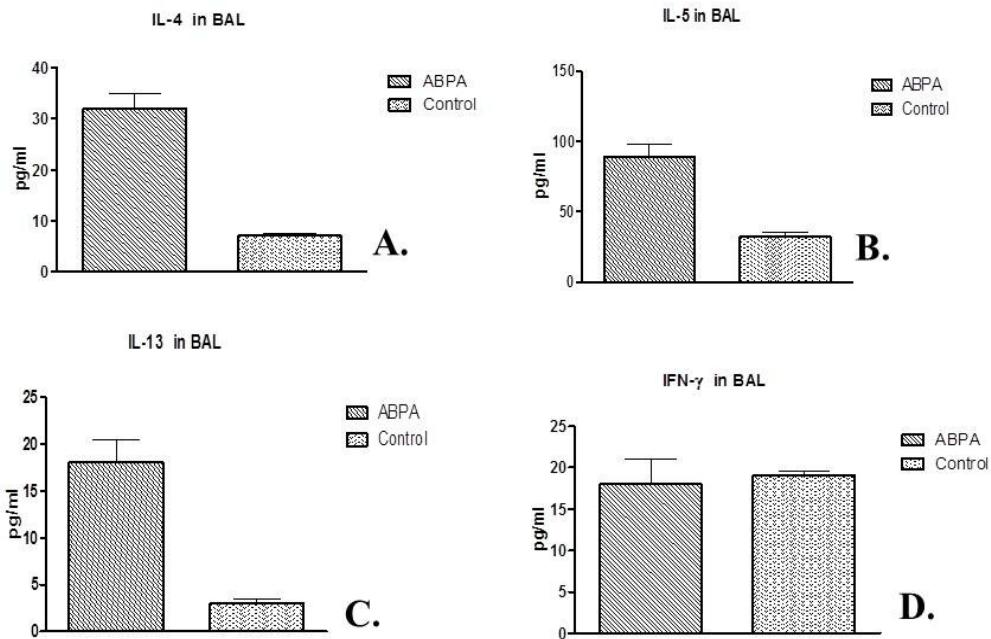 IL-4 in BAL
40
30
20
10
0
pg/ml
ABPA
Control
A.
IL-5 in BAL
150
100
50
0
pg/ml
ABPA
Control
B.
IL-13 in BAL
25
20
15
10
5
0
pg/ml
ABPA
Control
C.
IFN-γ in BAL
25
20
15
10
5
0
pg/ml
ABPA
Control
D.